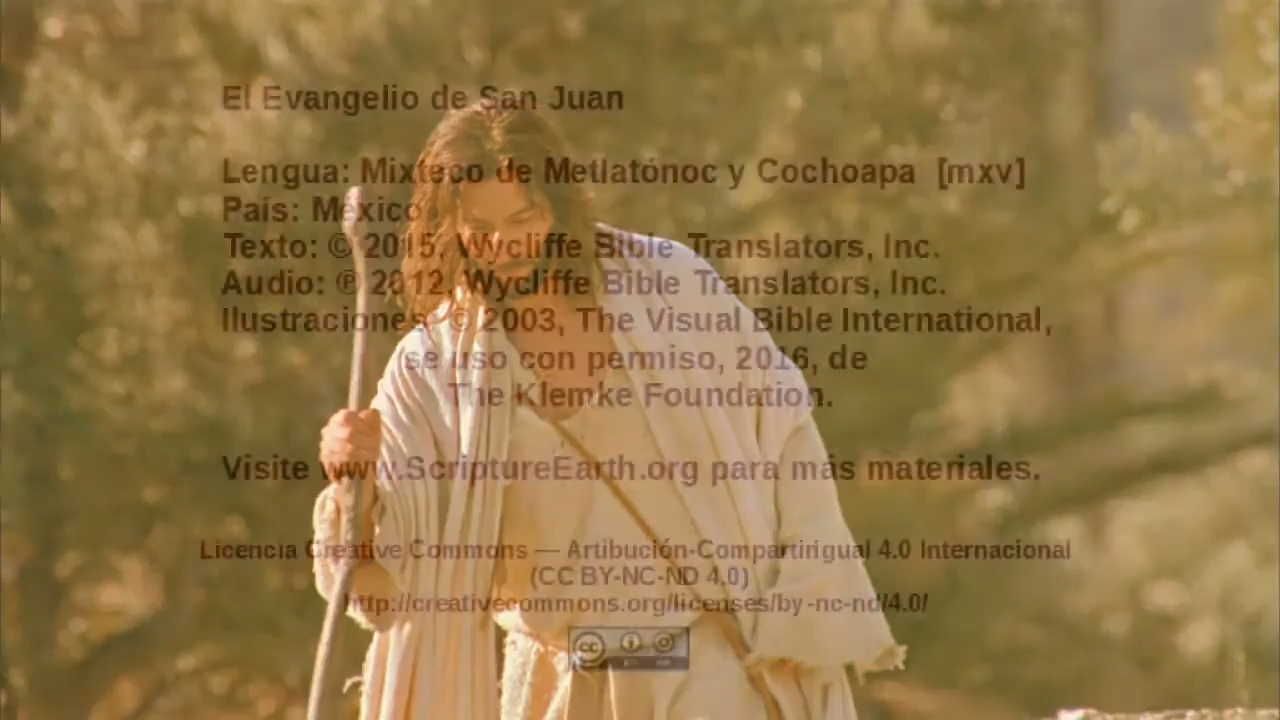 El Evangelio de San Juan
Lengua: Mixteco de Metlatónoc y Cochoapa [mxv]
País: México
Texto: © 2015, Wycliffe Bible Translators, Inc.
Audio: ℗ 2012, Wycliffe Bible Translators, Inc.
Ilustraciones: © 2003, The Visual Bible International,
se uso con permiso, 2016, de
The Klemke Foundation.
Visite www.ScriptureEarth.org para más materiales.
Licencia Creative Commons — Artibución-Compartirigual 4.0 Internacional
(CC BY-NC-ND 4.0)
http://creativecommons.org/licenses/by-nc-nd/4.0/
cc